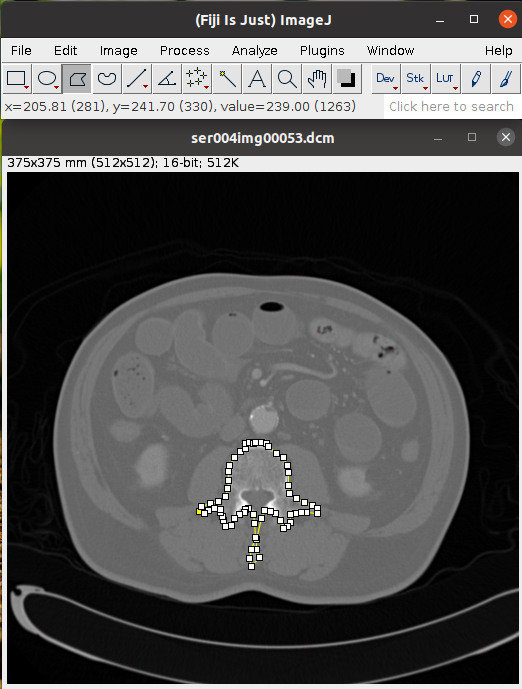 (Fiji Is Just) ImageJ
File Edit Image Process Analyze Plugins Window Help
A Dev Stk LUT
x=205.81 (281), y=241.70 (330), value=239.00 (1263) Click here to search
ser004img00053.dcm
375x375 mm (512x512); 16-bit; 512K